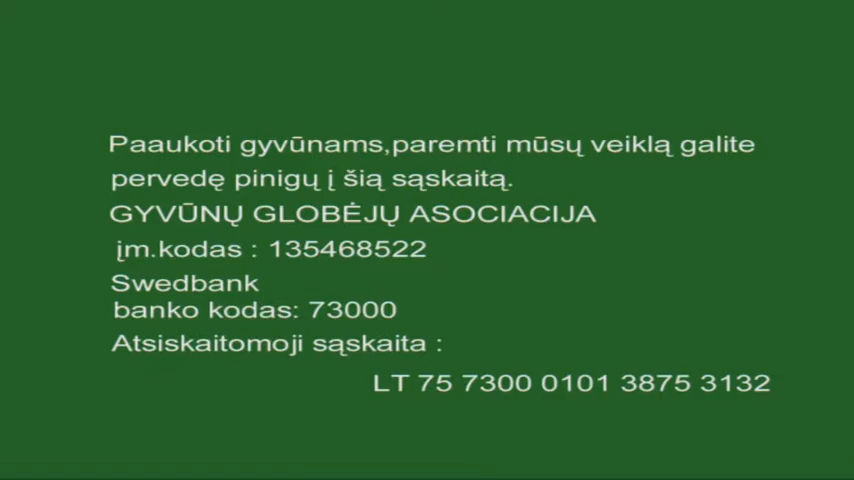 Paaukoti gyvūnams,paremti mūsų veiklą galite
pervedę pinigų į šią sąskaitą.
GYVŪNŲ GLOBĖJŲ ASOCIACIJA
įm.kodas : 135468522
Swedbank
banko kodas: 73000
Atsiskaitomoji sąskaita :
LT 75 7300 0101 3875 3132